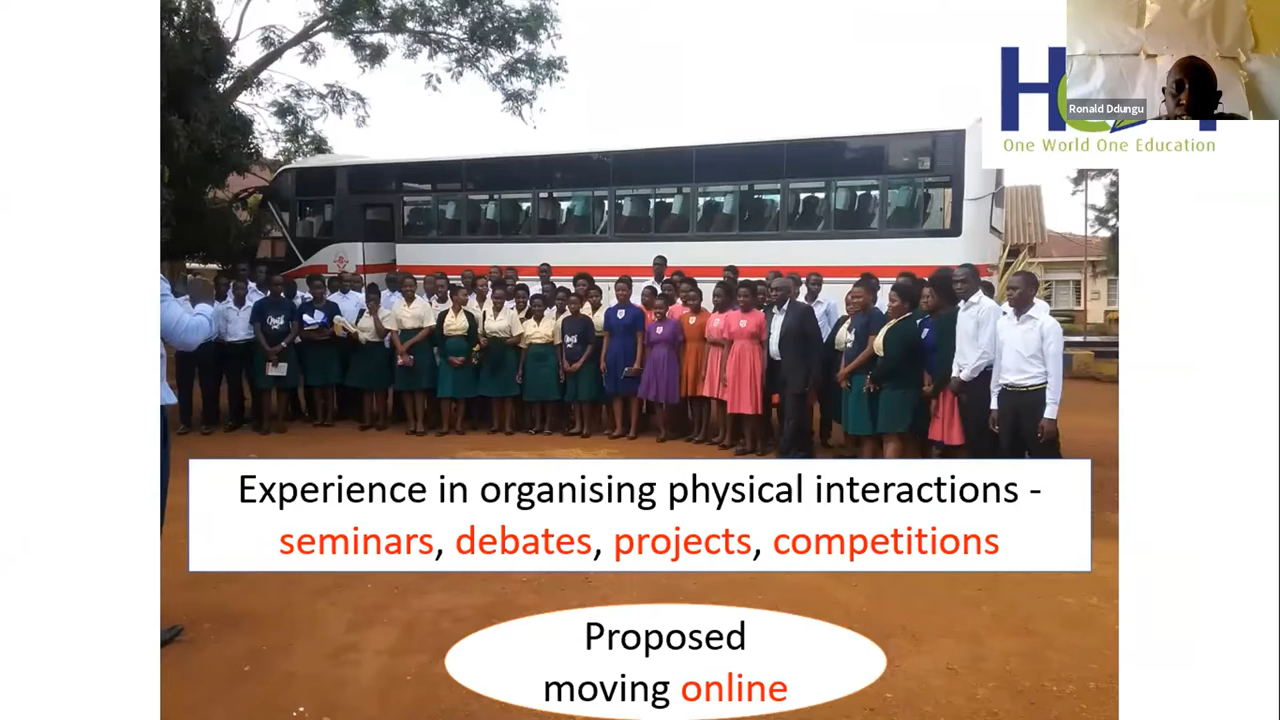 Ronald Ddungu
One World One Education
Experience in organising physical interactions -
seminars, debates, projects, competitions
Proposed
moving online